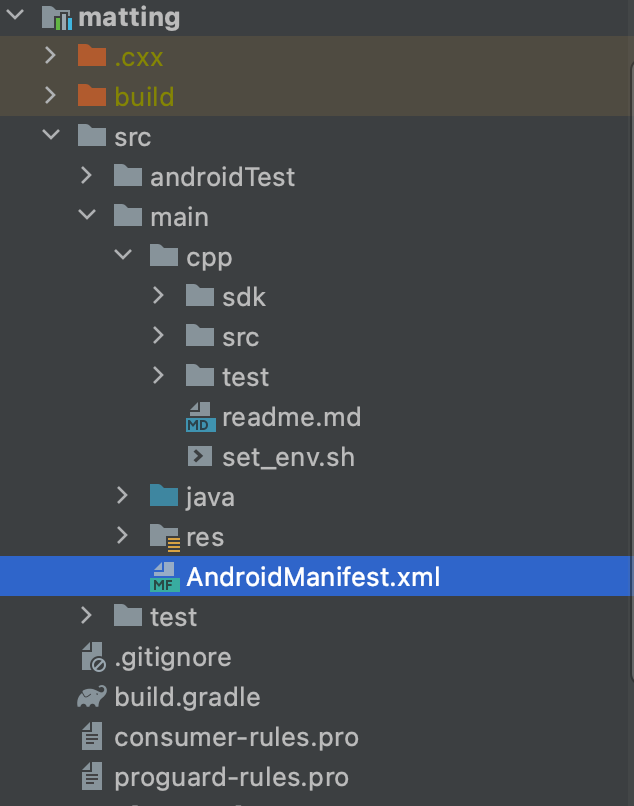 matting
.cxx
build
src
androidTest
main
cpp
sdk
src
test
MD readme.md
set_env.sh
java
res
MF AndroidManifest.xml
test
.gitignore
build.gradle
consumer-rules.pro
proguard-rules.pro